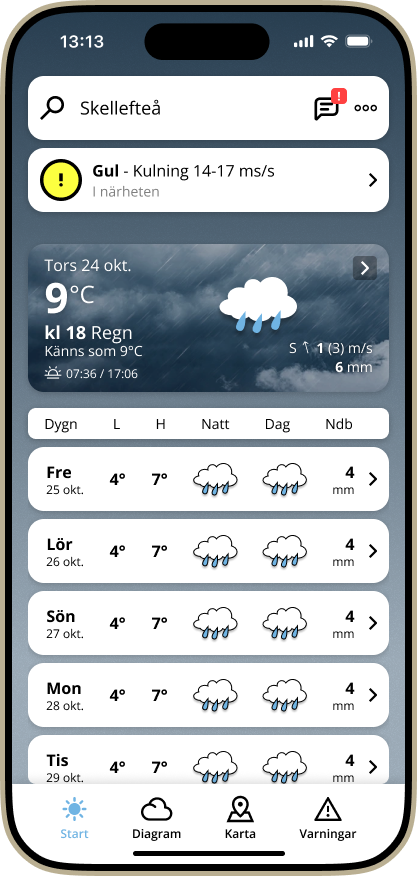 13:13
Skellefteå
!
!
Gul - Kulning 14-17 ms/s
I närheten
Tors 24 okt.
9°C
kl 18 Regn
Känns som 9°C
S 1 (3) m/s
6 mm
07:36 / 17:06
Dygn L H Natt Dag Ndb
Fre 4° 7° 4
25 okt. mm
Lör 4° 7° 4
26 okt. mm
Sön 4° 7° 4
27 okt. mm
Mon 4° 7° 4
28 okt. mm
Tis 4° 7° 4
29 okt. mm
Start Diagram Karta Varningar